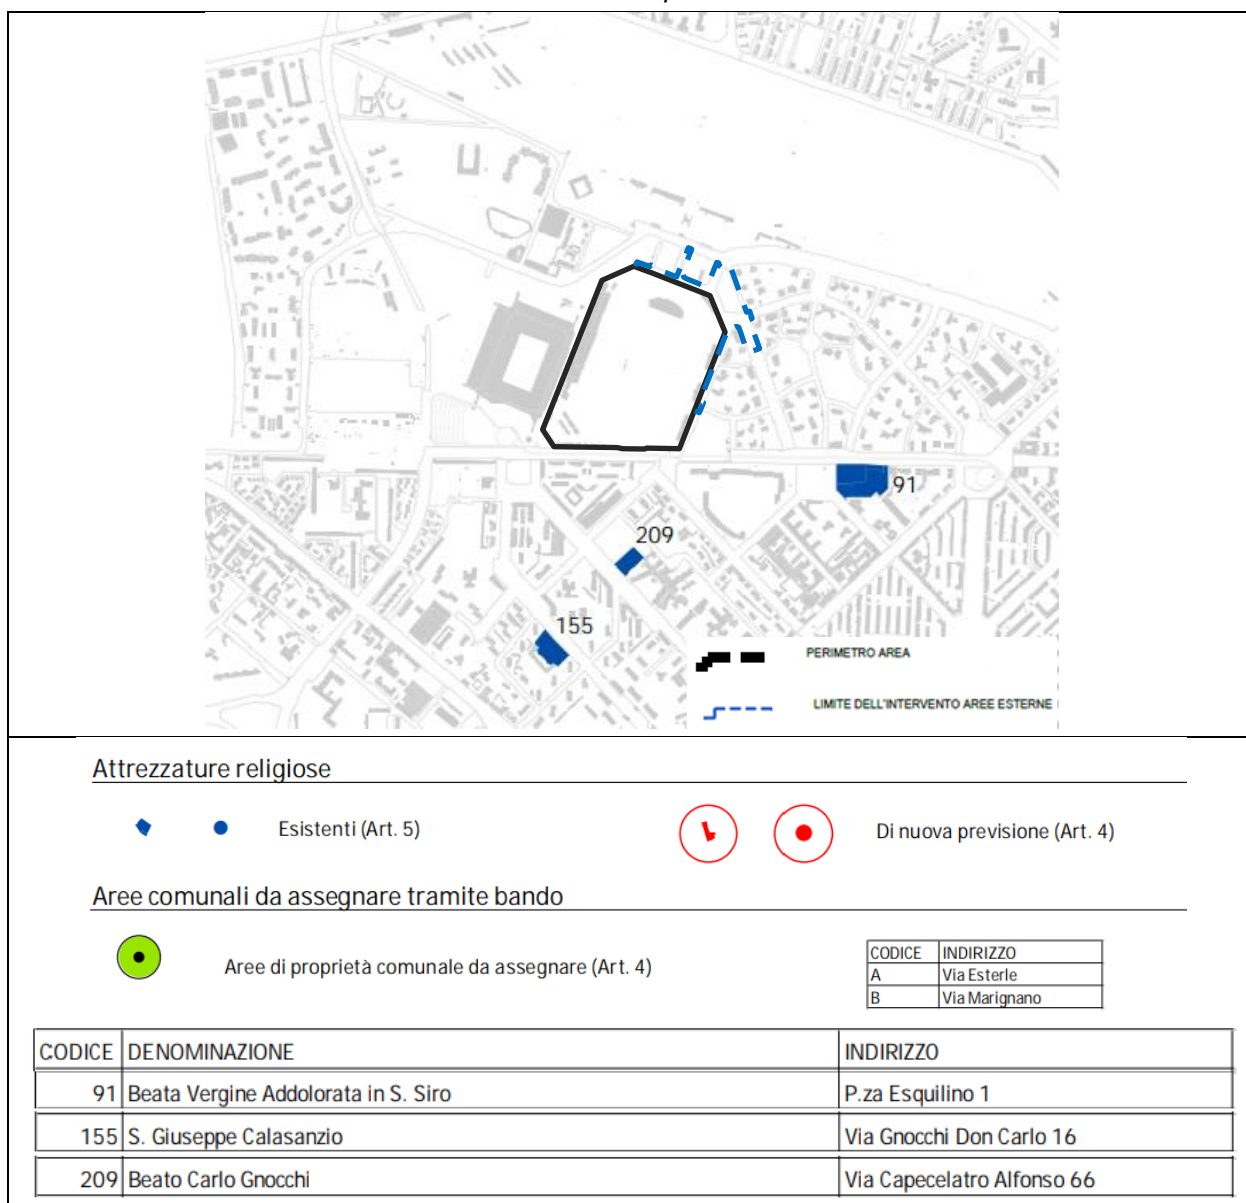 91
209
155
PERIMETRO AREA
LIMITE DELL'INTERVENTO AREE ESTERNE
Attrezzature religiose
Esistenti (Art. 5)
Di nuova previsione (Art. 4)
Aree comunali da assegnare tramite bando
Aree di proprietà comunale da assegnare (Art. 4)
CODICE INDIRIZZO
A Via Esterle
B Via Marignano
CODICE DENOMINAZIONE INDIRIZZO
91 Beata Vergine Addolorata in S. Siro P.za Esquilino 1
155 S. Giuseppe Calasanzio Via Gnocchi Don Carlo 16
209 Beato Carlo Gnocchi Via Capecelatro Alfonso 66